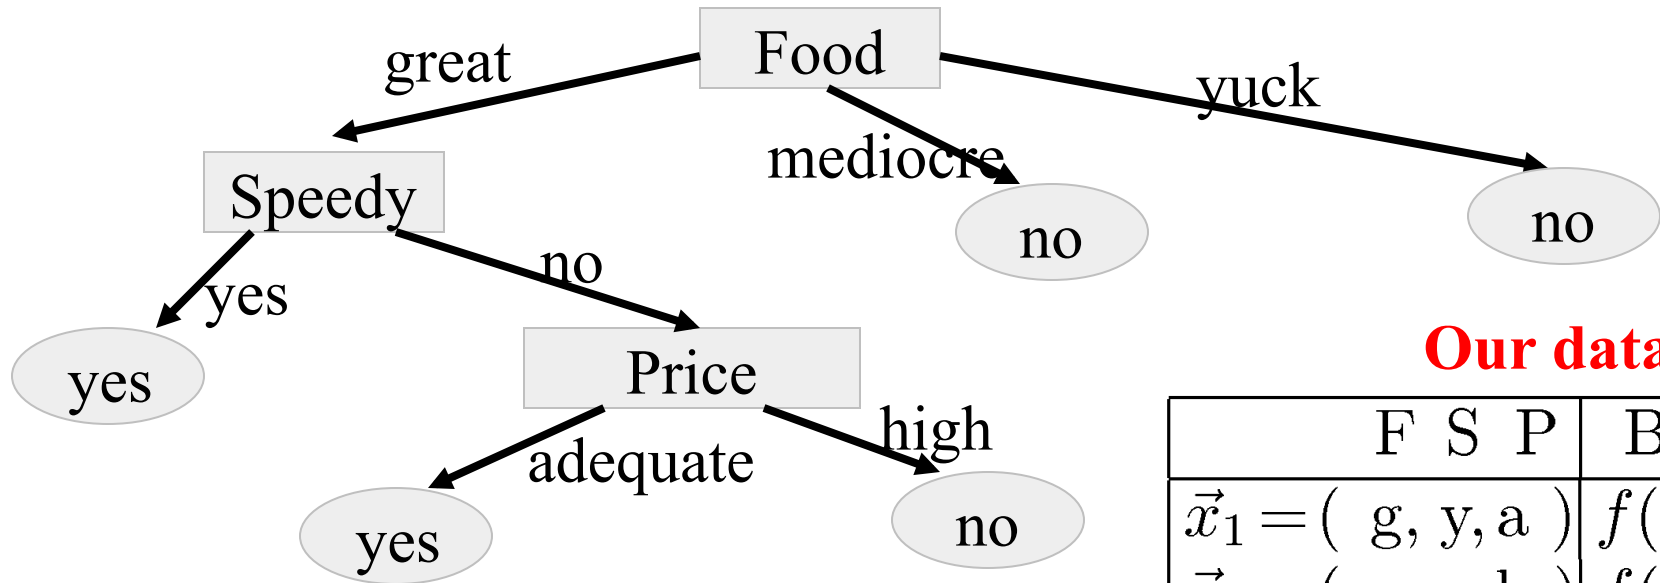 Food
great
yuck
mediocre
Speedy
no
no
no
yes
Our data
yes
Price
F S P B
high
adequate
x⃗₁ = ( g, y, a ) f(
no
yes